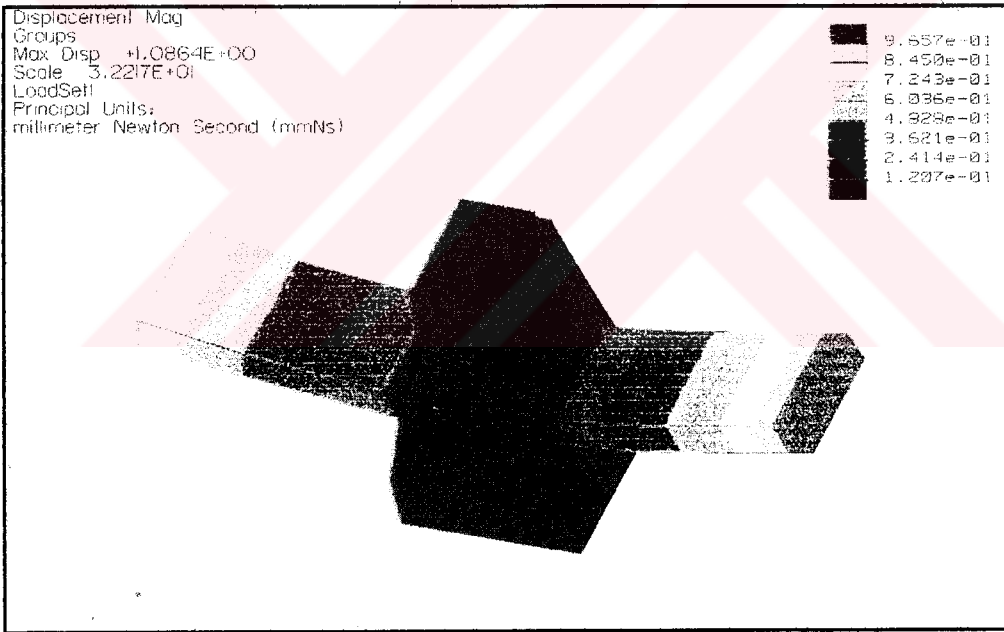 Displacement Mag
Groups
Max Disp +1.0864E+00
Scale 3.2217E+01
LoadSet1
Principal Units:
millimeter Newton Second (mmNs)
9.657e-01
8.450e-01
7.243e-01
6.036e-01
4.828e-01
3.621e-01
2.414e-01
1.207e-01